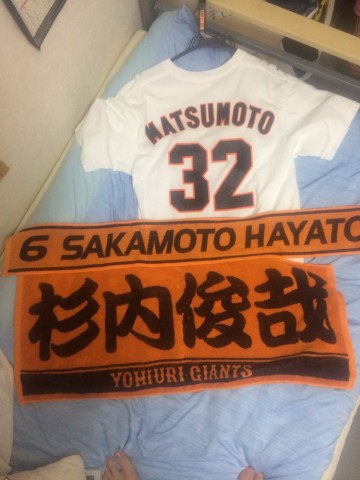 MATSUMOTO
32
6 SAKAMOTO HAYATO
杉内俊哉
YOMIURI GIANTS